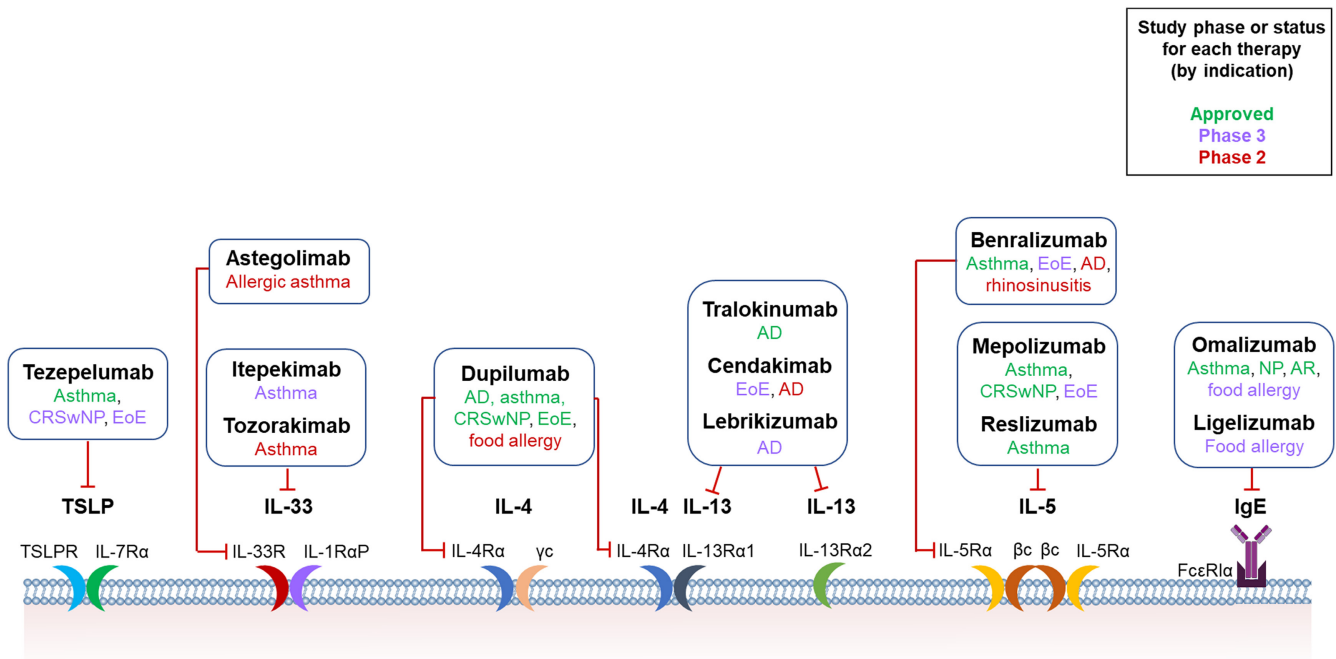 Study phase or status
for each therapy
(by indication)
Approved
Phase 3
Phase 2
Tezepelumab
Asthma,
CRSwNP, EoE
TSLP
TSLPR
IL-7Rα
Astegolimab
Allergic asthma
Itepekimab
Asthma
Tozorakimab
Asthma
IL-33
IL-33R
IL-1RαP
Dupilumab
AD, asthma,
CRSwNP, EoE,
food allergy
IL-4
IL-4Rα
γc
IL-4
IL-13
IL-4Rα
IL-13Rα1
Tralokinumab
AD
Cendakimab
EoE, AD
Lebrikizumab
AD
IL-13
IL-13Rα2
Benralizumab
Asthma, EoE, AD,
rhinosinusitis
Mepolizumab
Asthma,
CRSwNP, EoE
Reslizumab
Asthma
IL-5
IL-5Rα
βc
βc
IL-5Rα
Omalizumab
Asthma, NP, AR,
food allergy
Ligelizumab
Food allergy
IgE
FcεRIα